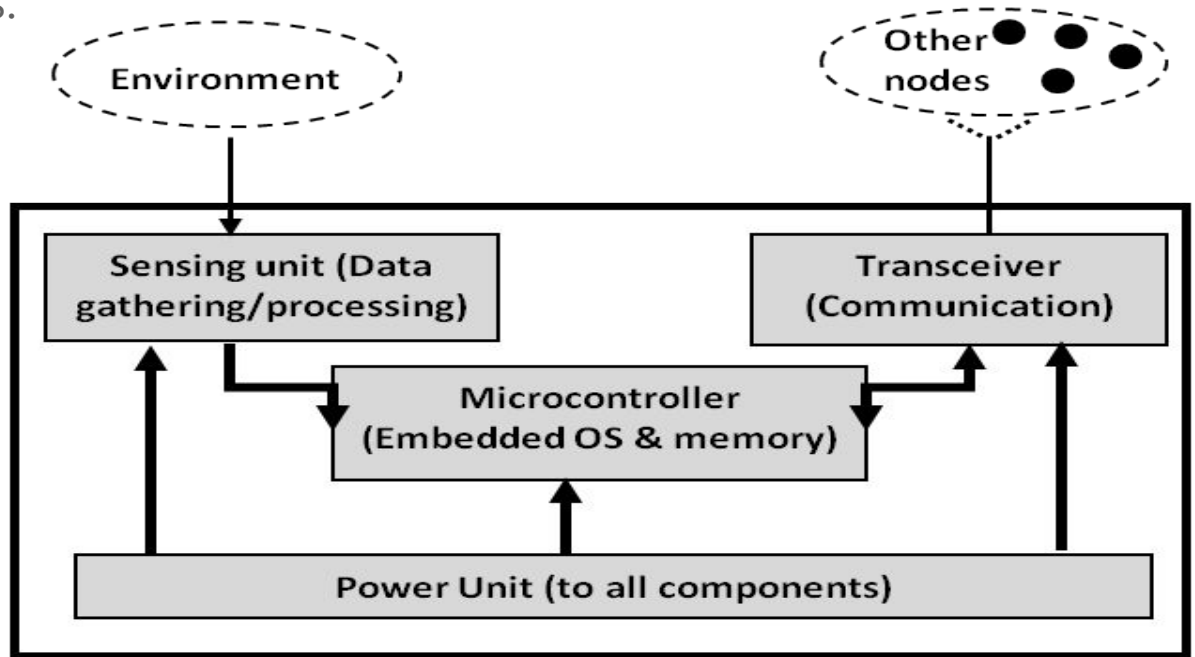 Environment
Other
nodes
Sensing unit (Data
gathering/processing)
Transceiver
(Communication)
Microcontroller
(Embedded OS & memory)
Power Unit (to all components)